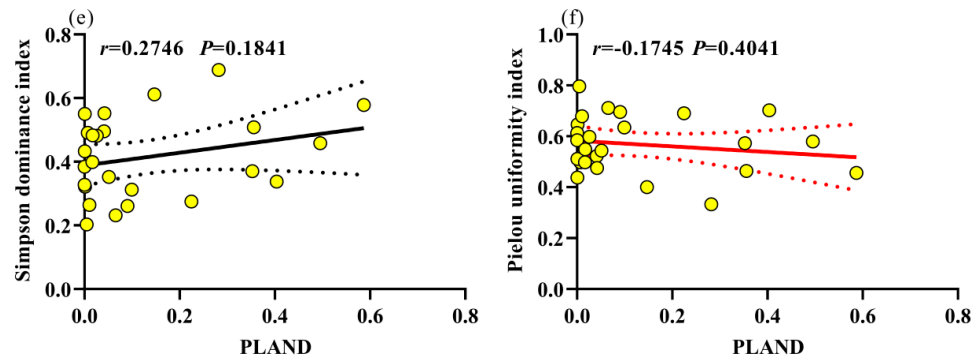 (e)
r=0.2746 P=0.1841
Simpson dominance index
0.8
0.6
0.4
0.2
0.0
0.0 0.2 0.4 0.6 0.8
PLAND
(f)
r=-0.1745 P=0.4041
Pielou uniformity index
1.0
0.8
0.6
0.4
0.2
0.0
0.0 0.2 0.4 0.6 0.8
PLAND